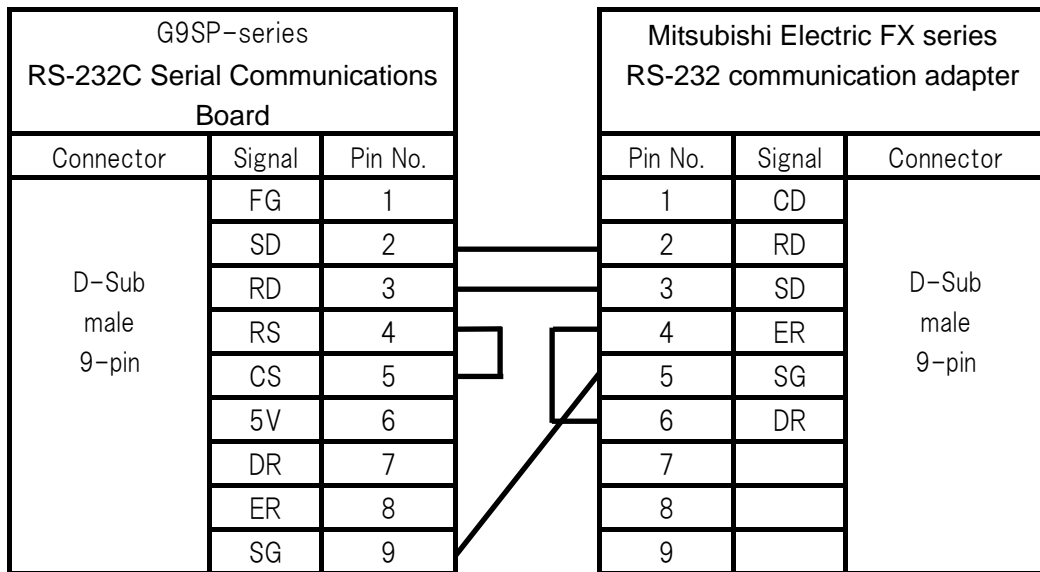 G9SP-series
RS-232C Serial Communications
Board
Connector Signal Pin No.
FG 1
SD 2
RD 3
RS 4
CS 5
5V 6
DR 7
ER 8
SG 9
D-Sub
male
9-pin
Mitsubishi Electric FX series
RS-232 communication adapter
Pin No. Signal Connector
1 CD
2 RD
3 SD
4 ER
5 SG
6 DR
7
8
9
D-Sub
male
9-pin